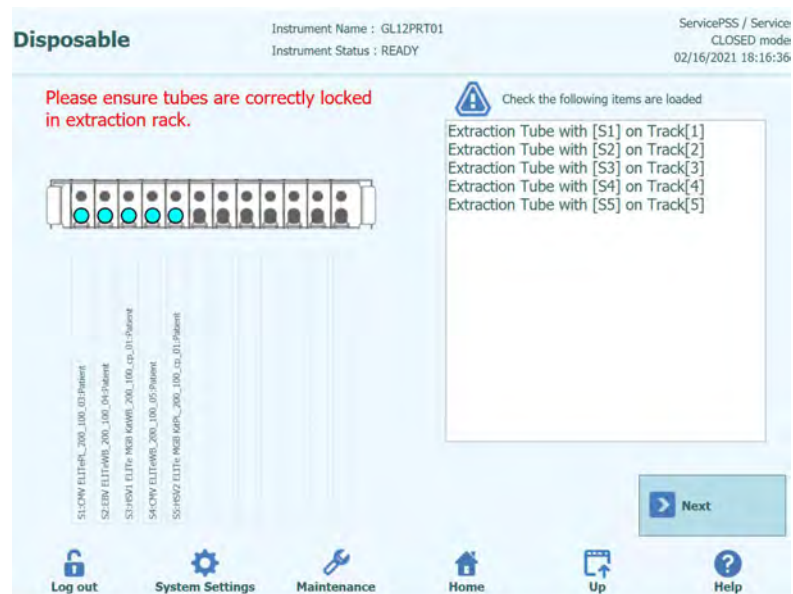 Disposable
Instrument Name : GL12PRT01
Instrument Status : READY
ServicePSS / Service
CLOSED mode
02/16/2021 18:16:36
Please ensure tubes are correctly locked
in extraction rack.
Check the following items are loaded
Extraction Tube with [S1] on Track[1]
Extraction Tube with [S2] on Track[2]
Extraction Tube with [S3] on Track[3]
Extraction Tube with [S4] on Track[4]
Extraction Tube with [S5] on Track[5]
S1:CMV ELITePL_200_100_03:Patient
S2:EBV ELITeWB_200_100_04:Patient
S3:HSV1 ELITe MGB KitWB_200_100_cp_01:Patient
S4:CMV ELITeWB_200_100_05:Patient
S5:HSV2 ELITe MGB KitPL_200_100_cp_01:Patient
Next
Log out
System Settings
Maintenance
Home
Up
Help